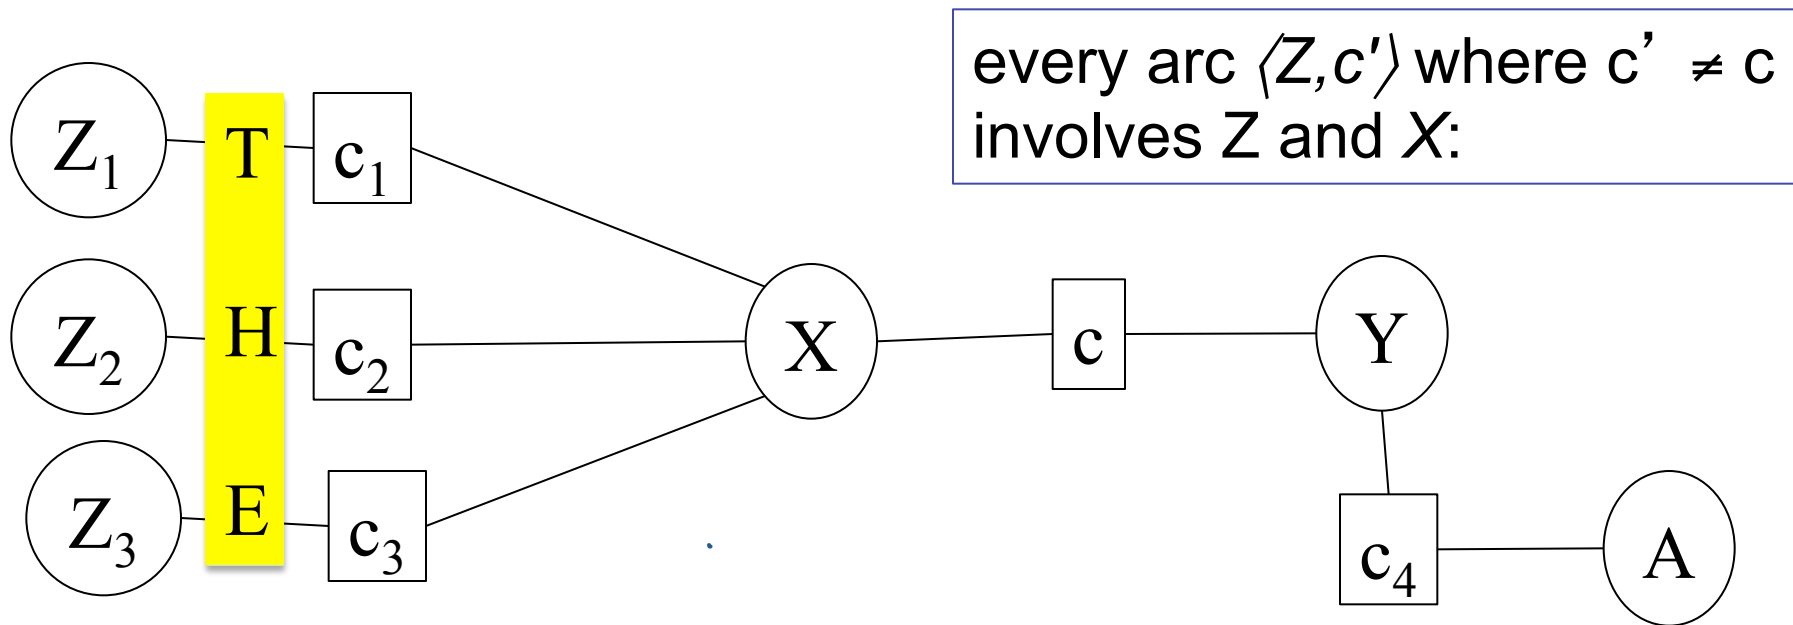 every arc ⟨Z,c'⟩ where c’ ≠ c
involves Z and X:
Z₁ T c₁
Z₂ H c₂ X c Y
Z₃ E c₃ c₄ A